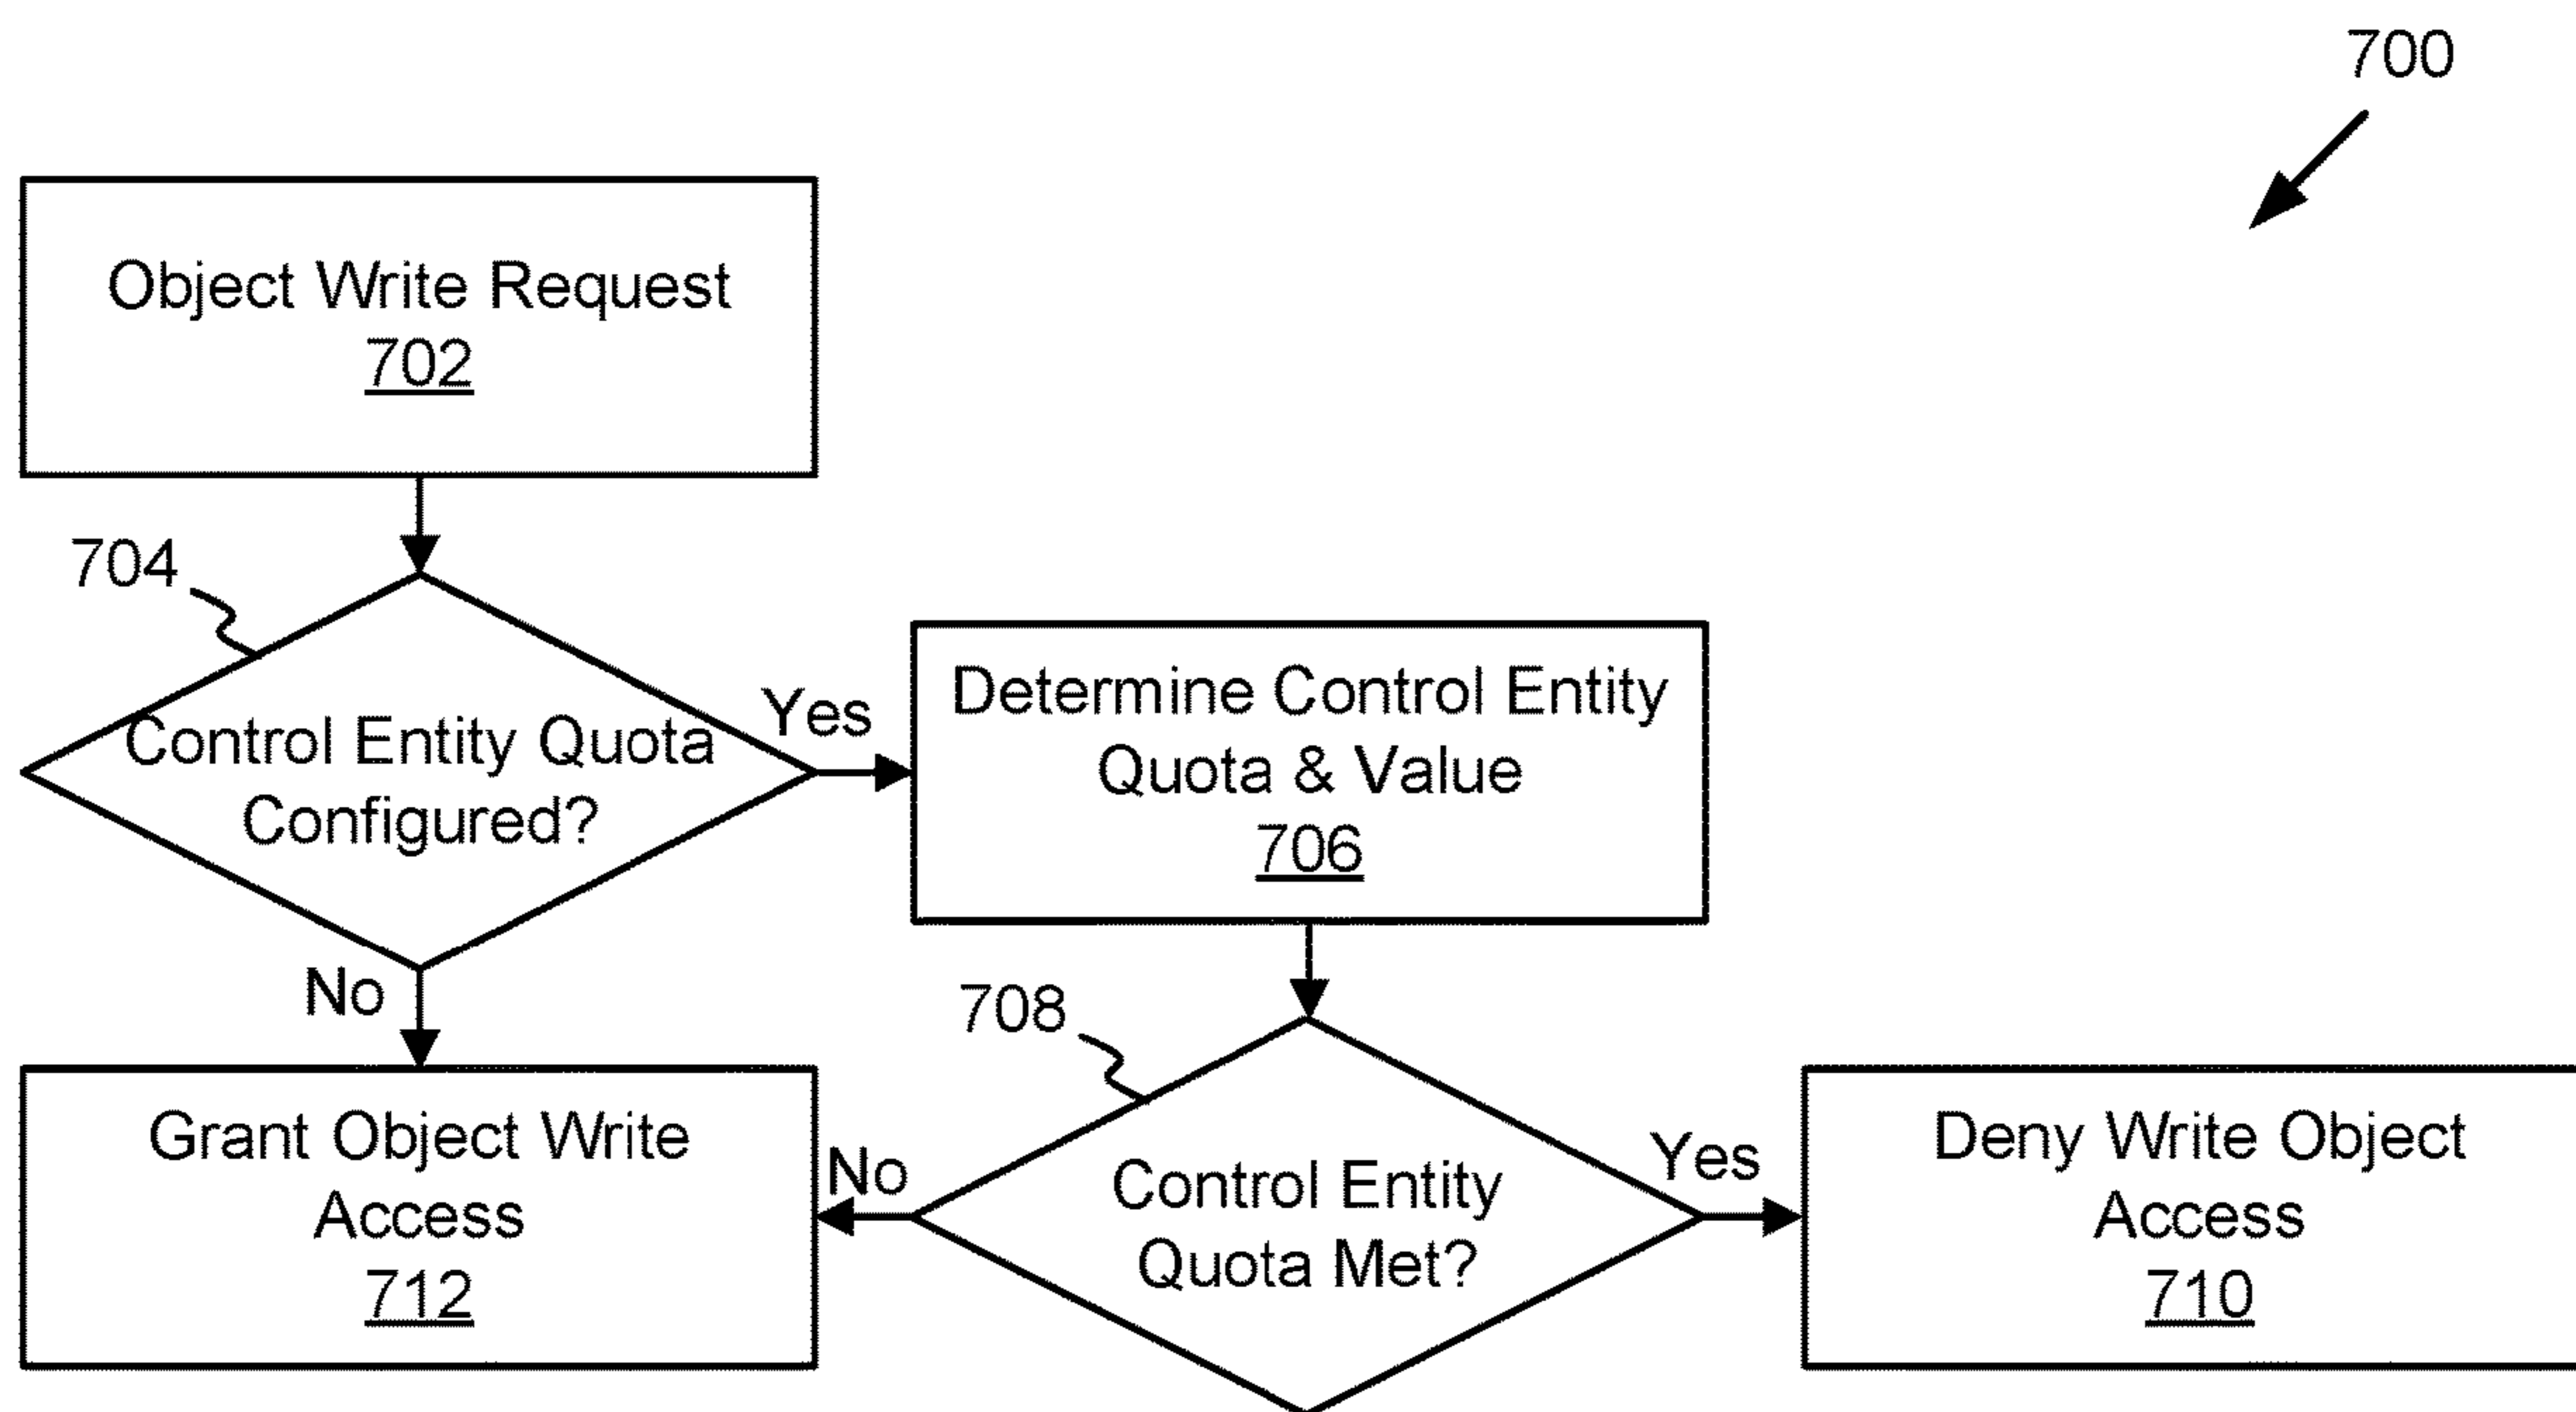 700
Object Write Request
702
704
Control Entity Quota
Configured?
Yes
Determine Control Entity
Quota & Value
706
No
708
Control Entity
Quota Met?
No
Yes
Grant Object Write
Access
712
Deny Write Object
Access
710